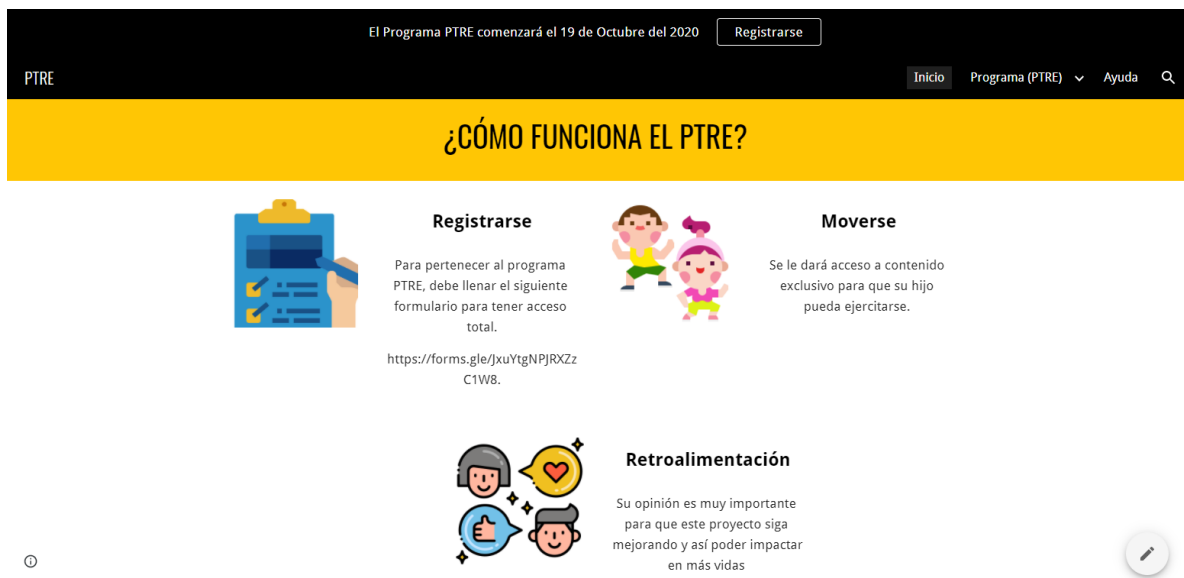 El Programa PTRE comenzará el 19 de Octubre del 2020
Registrarse
PTRE
Inicio
Programa (PTRE)
Ayuda
¿CÓMO FUNCIONA EL PTRE?
Registrarse
Para pertenecer al programa
PTRE, debe llenar el siguiente
formulario para tener acceso
total.
https://forms.gle/JxuYtgNPJRXZz
C1W8.
Moverse
Se le dará acceso a contenido
exclusivo para que su hijo
pueda ejercitarse.
Retroalimentación
Su opinión es muy importante
para que este proyecto siga
mejorando y así poder impactar
en más vidas